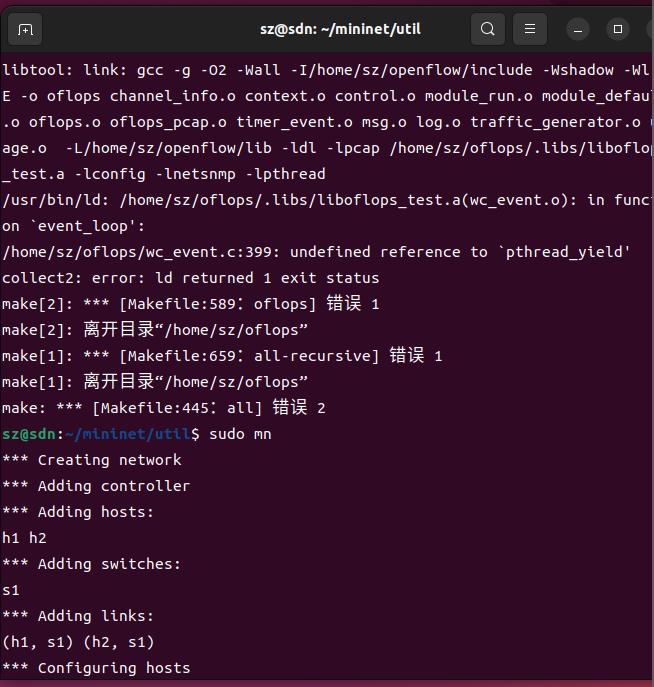 sz@sdn: ~/mininet/util
libtool: link: gcc -g -O2 -Wall -I/home/sz/openflow/include -Wshadow -Wl
E -o oflops channel_info.o context.o control.o module_run.o module_defau
.o oflops.o oflops_pcap.o timer_event.o msg.o log.o traffic_generator.o
age.o  -L/home/sz/openflow/lib -ldl -lpcap /home/sz/oflops/.libs/liboflop
_test.a -lconfig -lnetsnmp -lpthread
/usr/bin/ld: /home/sz/oflops/.libs/liboflops_test.a(wc_event.o): in funct
on `event_loop':
/home/sz/oflops/wc_event.c:399: undefined reference to `pthread_yield'
collect2: error: ld returned 1 exit status
make[2]: *** [Makefile:589：oflops] 错误 1
make[2]: 离开目录“/home/sz/oflops”
make[1]: *** [Makefile:659：all-recursive] 错误 1
make[1]: 离开目录“/home/sz/oflops”
make: *** [Makefile:445：all] 错误 2
sz@sdn:~/mininet/util$ sudo mn
*** Creating network
*** Adding controller
*** Adding hosts:
h1 h2
*** Adding switches:
s1
*** Adding links:
(h1, s1) (h2, s1)
*** Configuring hosts